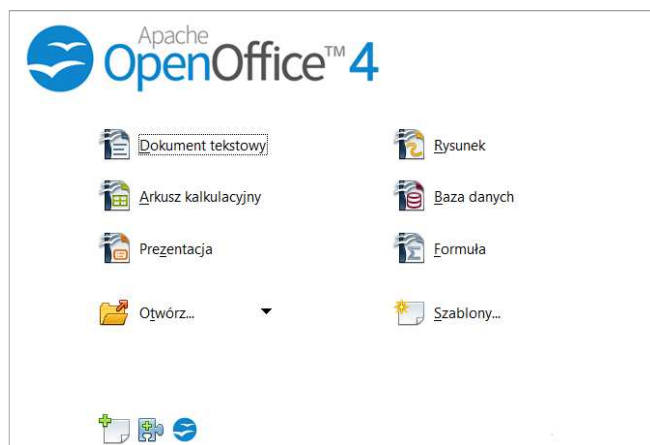 Apache
OpenOffice™ 4
Dokument tekstowy
Rysunek
Arkusz kalkulacyjny
Baza danych
Prezentacja
Formuła
Otwórz...
Szablony...